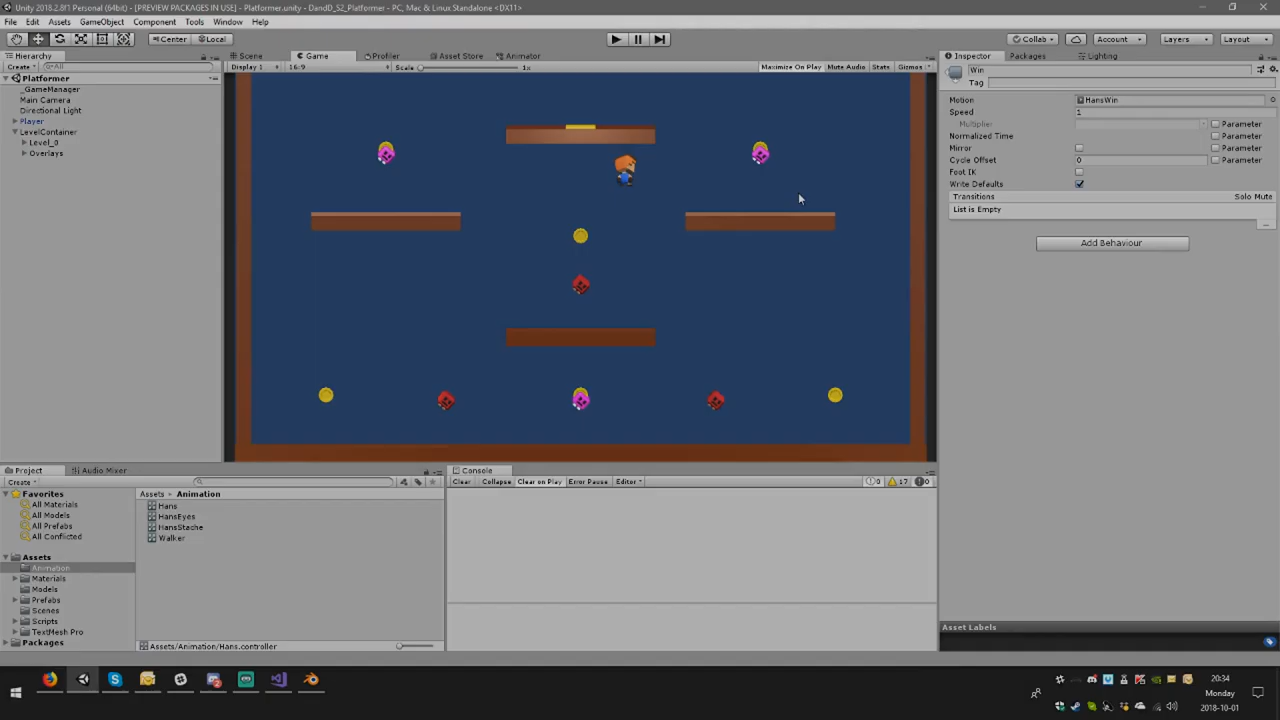 Unity 2018.2.8f1 Personal (64bit) - [PREVIEW PACKAGES IN USE] - Platformer.unity - DandD_S2_Platformer - PC, Mac & Linux Standalone <DX11>
File Edit Assets GameObject Component Tools Window Help
Center Local Collab Account Layers Layout
Hierarchy Scene Game Profiler Asset Store Animator Inspector Packages Lighting
Create All Display 1 16:9 Scale 1x Maximize On Play Mute Audio Stats Gizmos
Platformer
_GameManager
Main Camera
Directional Light
Player
LevelContainer
Level_0
Overlays
Win
Tag
Motion HansWin
Speed 1
Multiplier Parameter
Normalized Time Parameter
Mirror Parameter
Cycle Offset 0 Parameter
Foot IK
Write Defaults
Transitions Solo Mute
List is Empty
Add Behaviour
Project Audio Mixer Console
Create Clear Collapse Clear on Play Error Pause Editor 0 17 0
Favorites
All Materials
All Models
All Prefabs
All Conflicted
Assets
Animation
Materials
Models
Prefabs
Scenes
Scripts
TextMesh Pro
Packages
Assets Animation
Hans
HansEyes
HansStache
Walker
Assets/Animation/Hans.controller
Asset Labels
20:34
Monday
2018-10-01